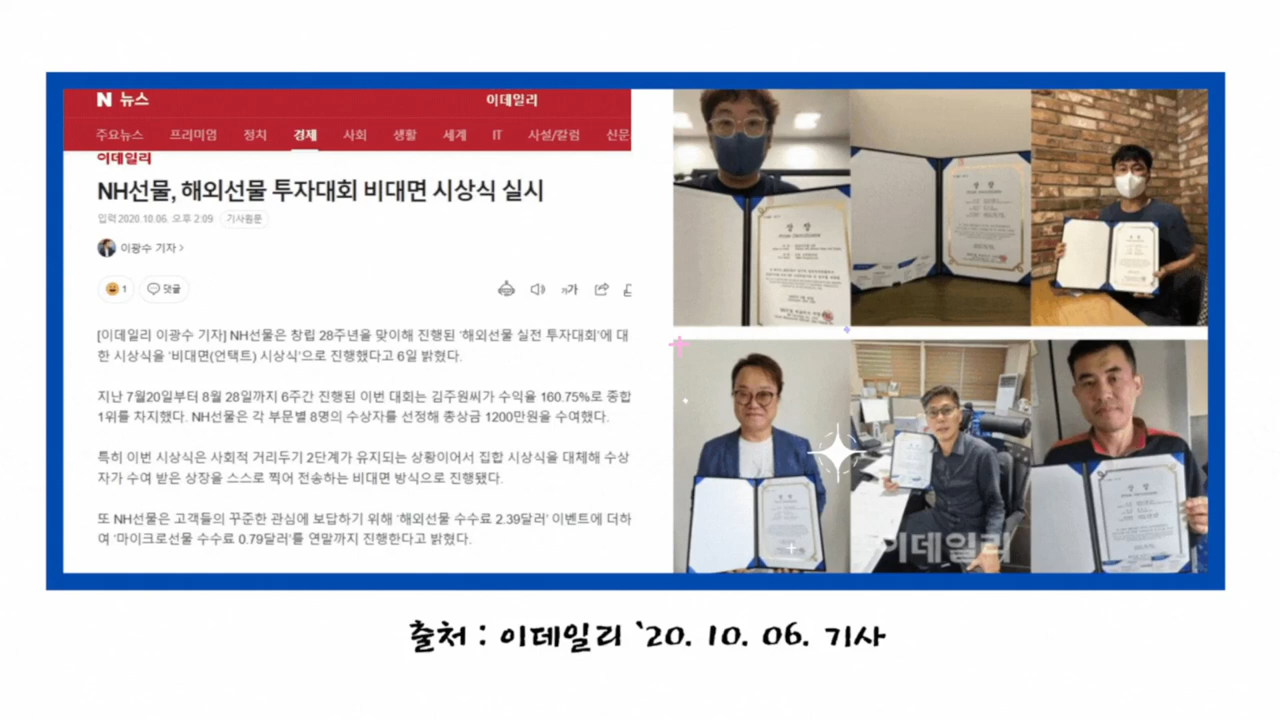 N 뉴스
이데일리
주요뉴스 프리미엄 정치 경제 사회 생활 세계 IT 사설/칼럼 신문
이데일리
NH선물, 해외선물 투자대회 비대면 시상식 실시
입력 2020.10.06. 오후 2:09 기사원문
이광수 기자 >
1 댓글
가가
[이데일리 이광수 기자] NH선물은 창립 28주년을 맞이해 진행된 '해외선물 실전 투자대회'에 대
한 시상식을 '비대면(언택트) 시상식'으로 진행했다고 6일 밝혔다.
지난 7월20일부터 8월 28일까지 6주간 진행된 이번 대회는 김주원씨가 수익율 160.75%로 종합
1위를 차지했다. NH선물은 각 부문별 8명의 수상자를 선정해 총상금 1200만원을 수여했다.
특히 이번 시상식은 사회적 거리두기 2단계가 유지되는 상황이어서 집합 시상식을 대체해 수상
자가 수여 받은 상장을 스스로 찍어 전송하는 비대면 방식으로 진행됐다.
또 NH선물은 고객들의 꾸준한 관심에 보답하기 위해 '해외선물 수수료 2.39달러' 이벤트에 더하
여 '마이크로선물 수수료 0.79달러'를 연말까지 진행한다고 밝혔다.
상 장
상 장
상 장
상 장
상 장
상 장
이데일리
출처 : 이데일리 '20. 10. 06. 기사